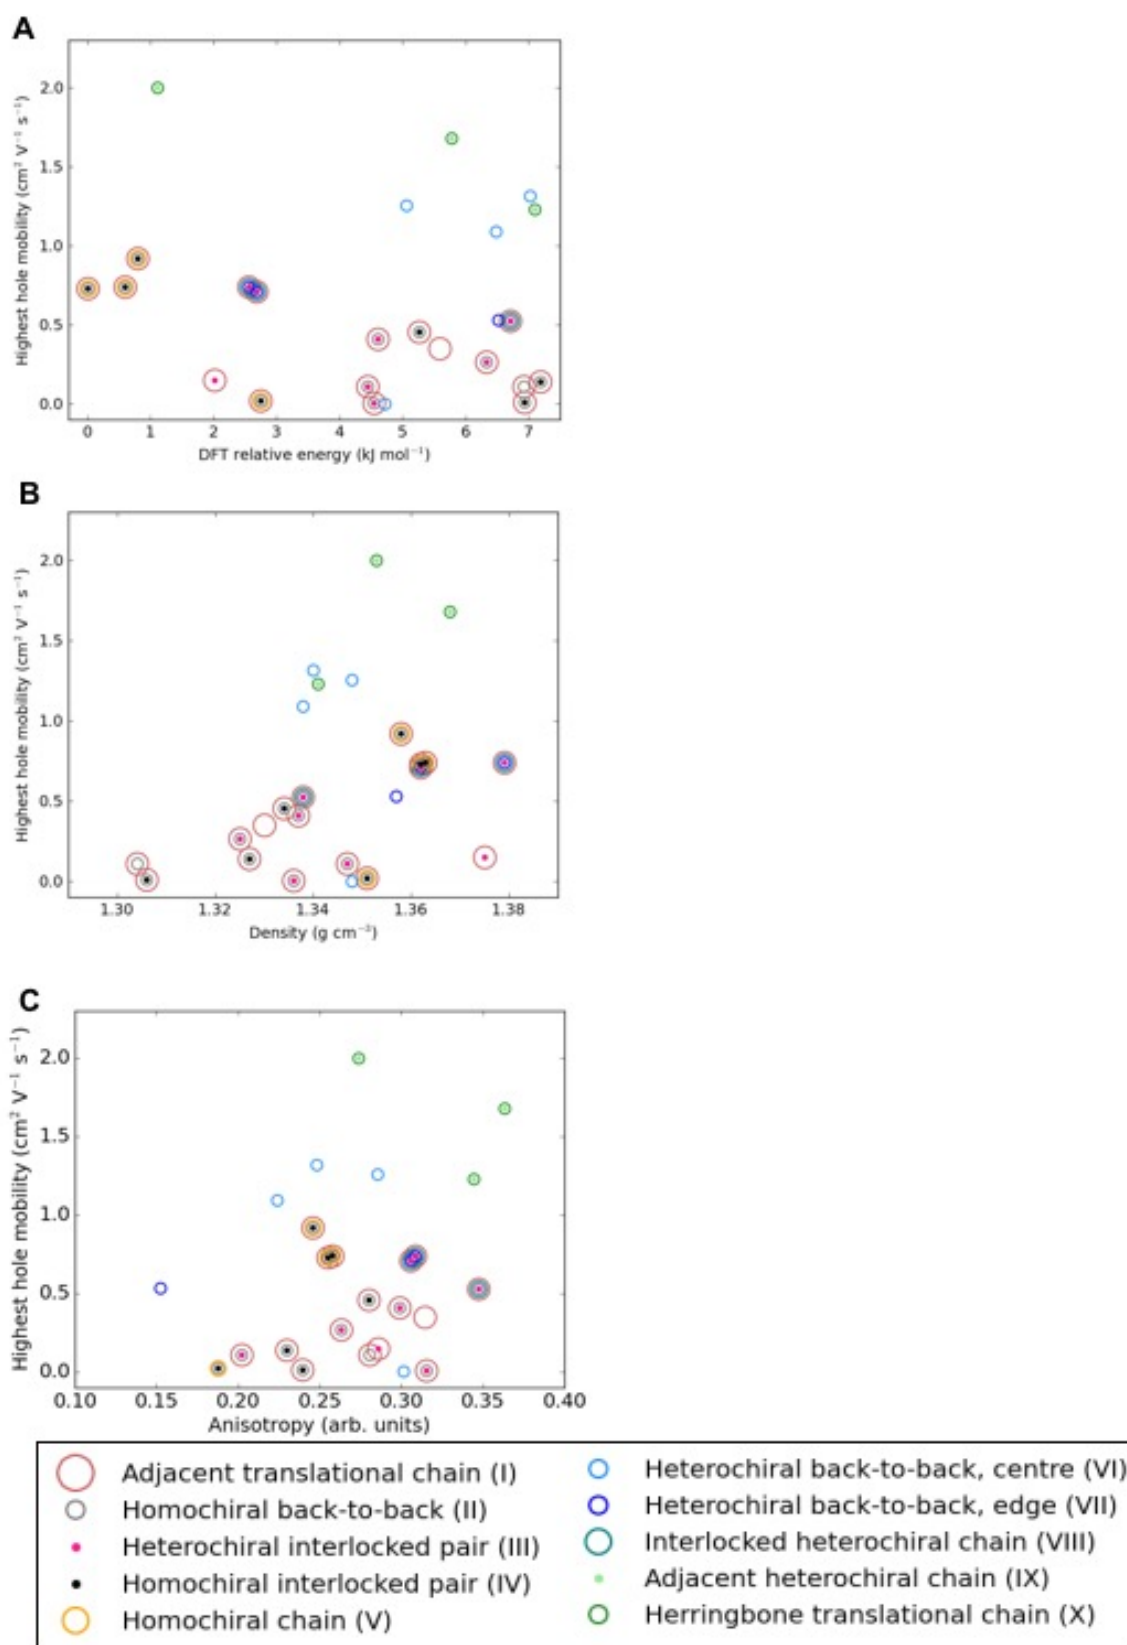 A
Highest hole mobility (cm² V⁻¹ s⁻¹)
2.0
1.5
1.0
0.5
0.0
0 1 2 3 4 5 6 7
DFT relative energy (kJ mol⁻¹)
B
Highest hole mobility (cm² V⁻¹ s⁻¹)
2.0
1.5
1.0
0.5
0.0
1.30 1.32 1.34 1.36 1.38
Density (g cm⁻³)
C
Highest hole mobility (cm² V⁻¹ s⁻¹)
2.0
1.5
1.0
0.5
0.0
0.10 0.15 0.20 0.25 0.30 0.35 0.40
Anisotropy (arb. units)
Adjacent translational chain (I)
Homochiral back-to-back (II)
Heterochiral interlocked pair (III)
Homochiral interlocked pair (IV)
Homochiral chain (V)
Heterochiral back-to-back, centre (VI)
Heterochiral back-to-back, edge (VII)
Interlocked heterochiral chain (VIII)
Adjacent heterochiral chain (IX)
Herringbone translational chain (X)